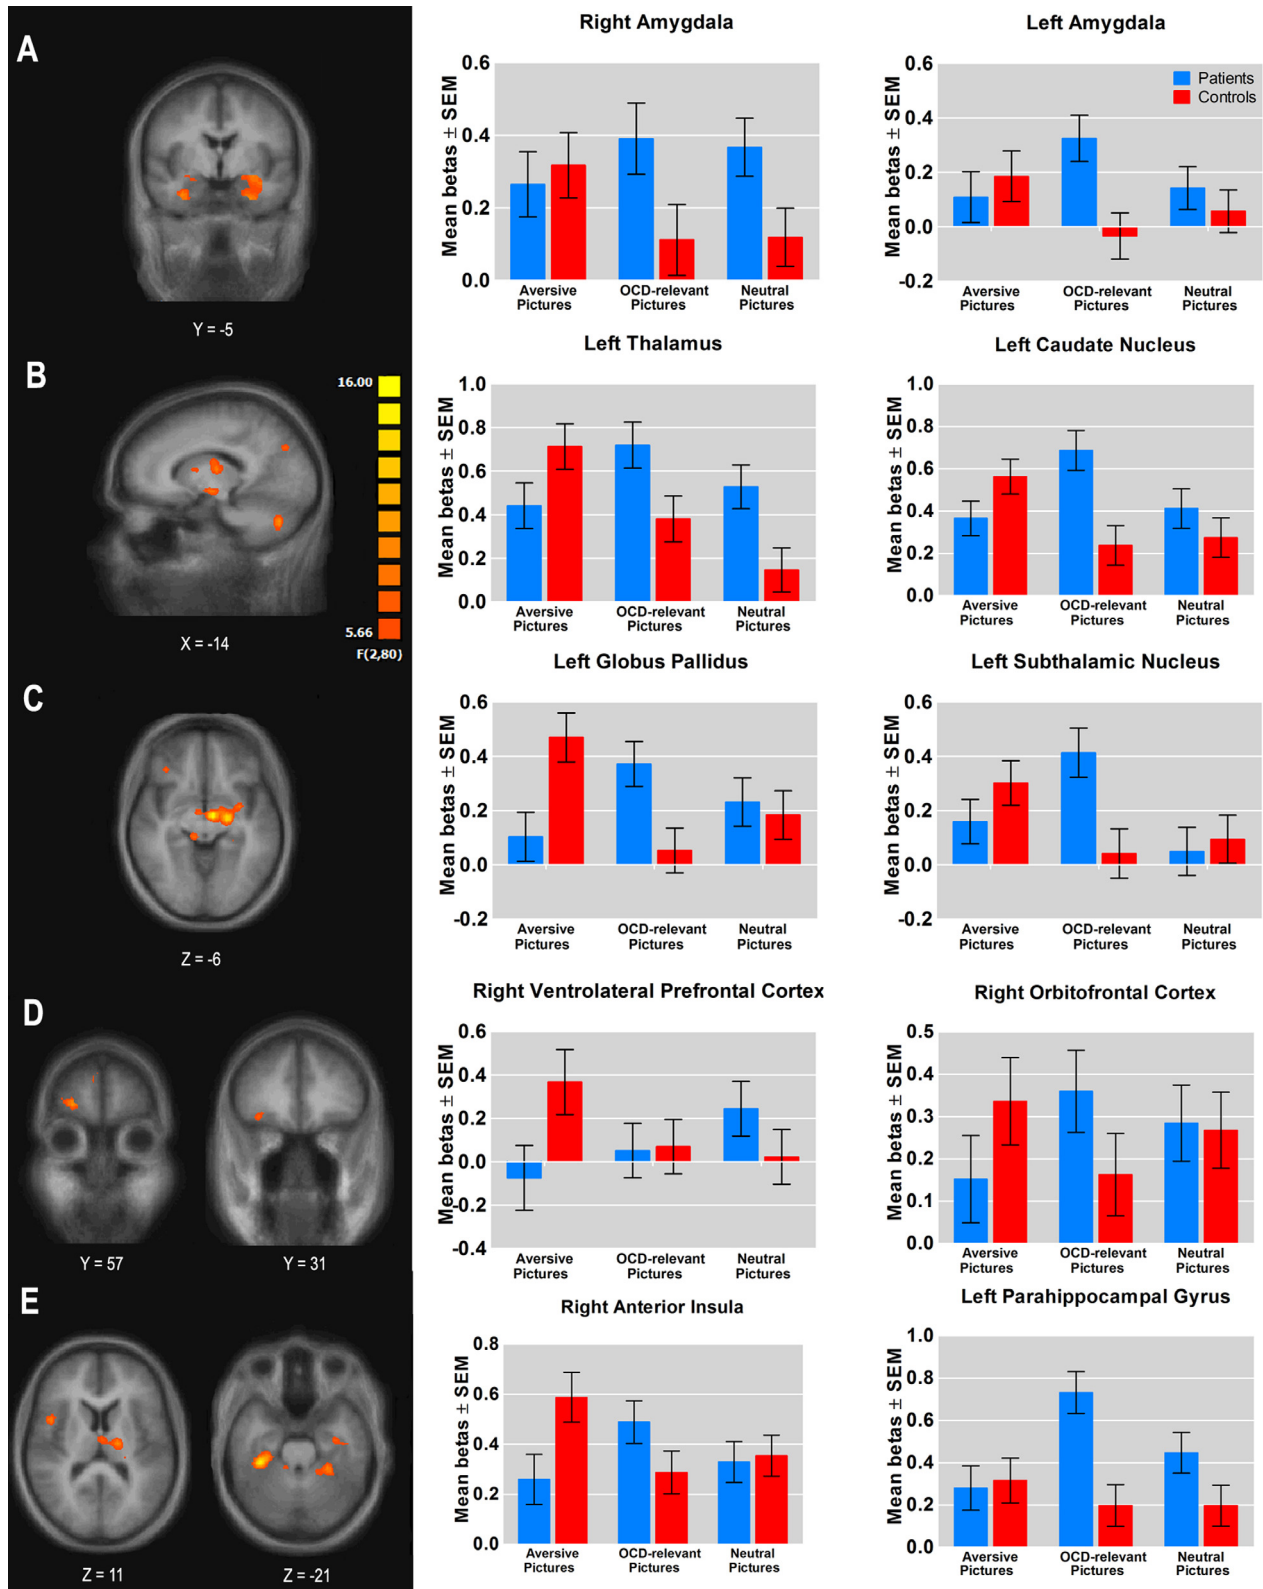 A
Y = -5
Right Amygdala
Mean betas ± SEM
0.6
0.4
0.2
0.0
Aversive Pictures
OCD-relevant Pictures
Neutral Pictures
Left Amygdala
Patients
Controls
Mean betas ± SEM
0.6
0.4
0.2
0.0
-0.2
Aversive Pictures
OCD-relevant Pictures
Neutral Pictures
B
16.00
5.66
F(2,80)
X = -14
Left Thalamus
Mean betas ± SEM
1.0
0.8
0.6
0.4
0.2
0.0
Aversive Pictures
OCD-relevant Pictures
Neutral Pictures
Left Caudate Nucleus
Mean betas ± SEM
1.0
0.8
0.6
0.4
0.2
0.0
Aversive Pictures
OCD-relevant Pictures
Neutral Pictures
C
Z = -6
Left Globus Pallidus
Mean betas ± SEM
0.6
0.4
0.2
0.0
-0.2
Aversive Pictures
OCD-relevant Pictures
Neutral Pictures
Left Subthalamic Nucleus
Mean betas ± SEM
0.6
0.4
0.2
0.0
-0.2
Aversive Pictures
OCD-relevant Pictures
Neutral Pictures
D
Y = 57
Y = 31
Right Ventrolateral Prefrontal Cortex
Mean betas ± SEM
0.6
0.4
0.2
0.0
-0.2
-0.4
Aversive Pictures
OCD-relevant Pictures
Neutral Pictures
Right Orbitofrontal Cortex
Mean betas ± SEM
0.5
0.4
0.3
0.2
0.1
0.0
Aversive Pictures
OCD-relevant Pictures
Neutral Pictures
E
Z = 11
Z = -21
Right Anterior Insula
Mean betas ± SEM
0.8
0.6
0.4
0.2
0.0
Aversive Pictures
OCD-relevant Pictures
Neutral Pictures
Left Parahippocampal Gyrus
Mean betas ± SEM
1.0
0.8
0.6
0.4
0.2
0.0
Aversive Pictures
OCD-relevant Pictures
Neutral Pictures